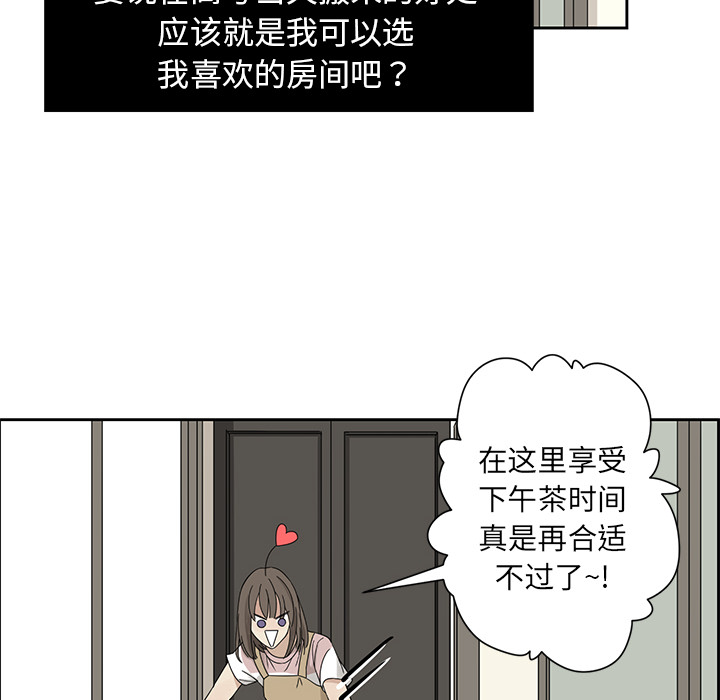 应该就是我可以选
我喜欢的房间吧？
在这里享受
下午茶时间
真是再合适
不过了~!